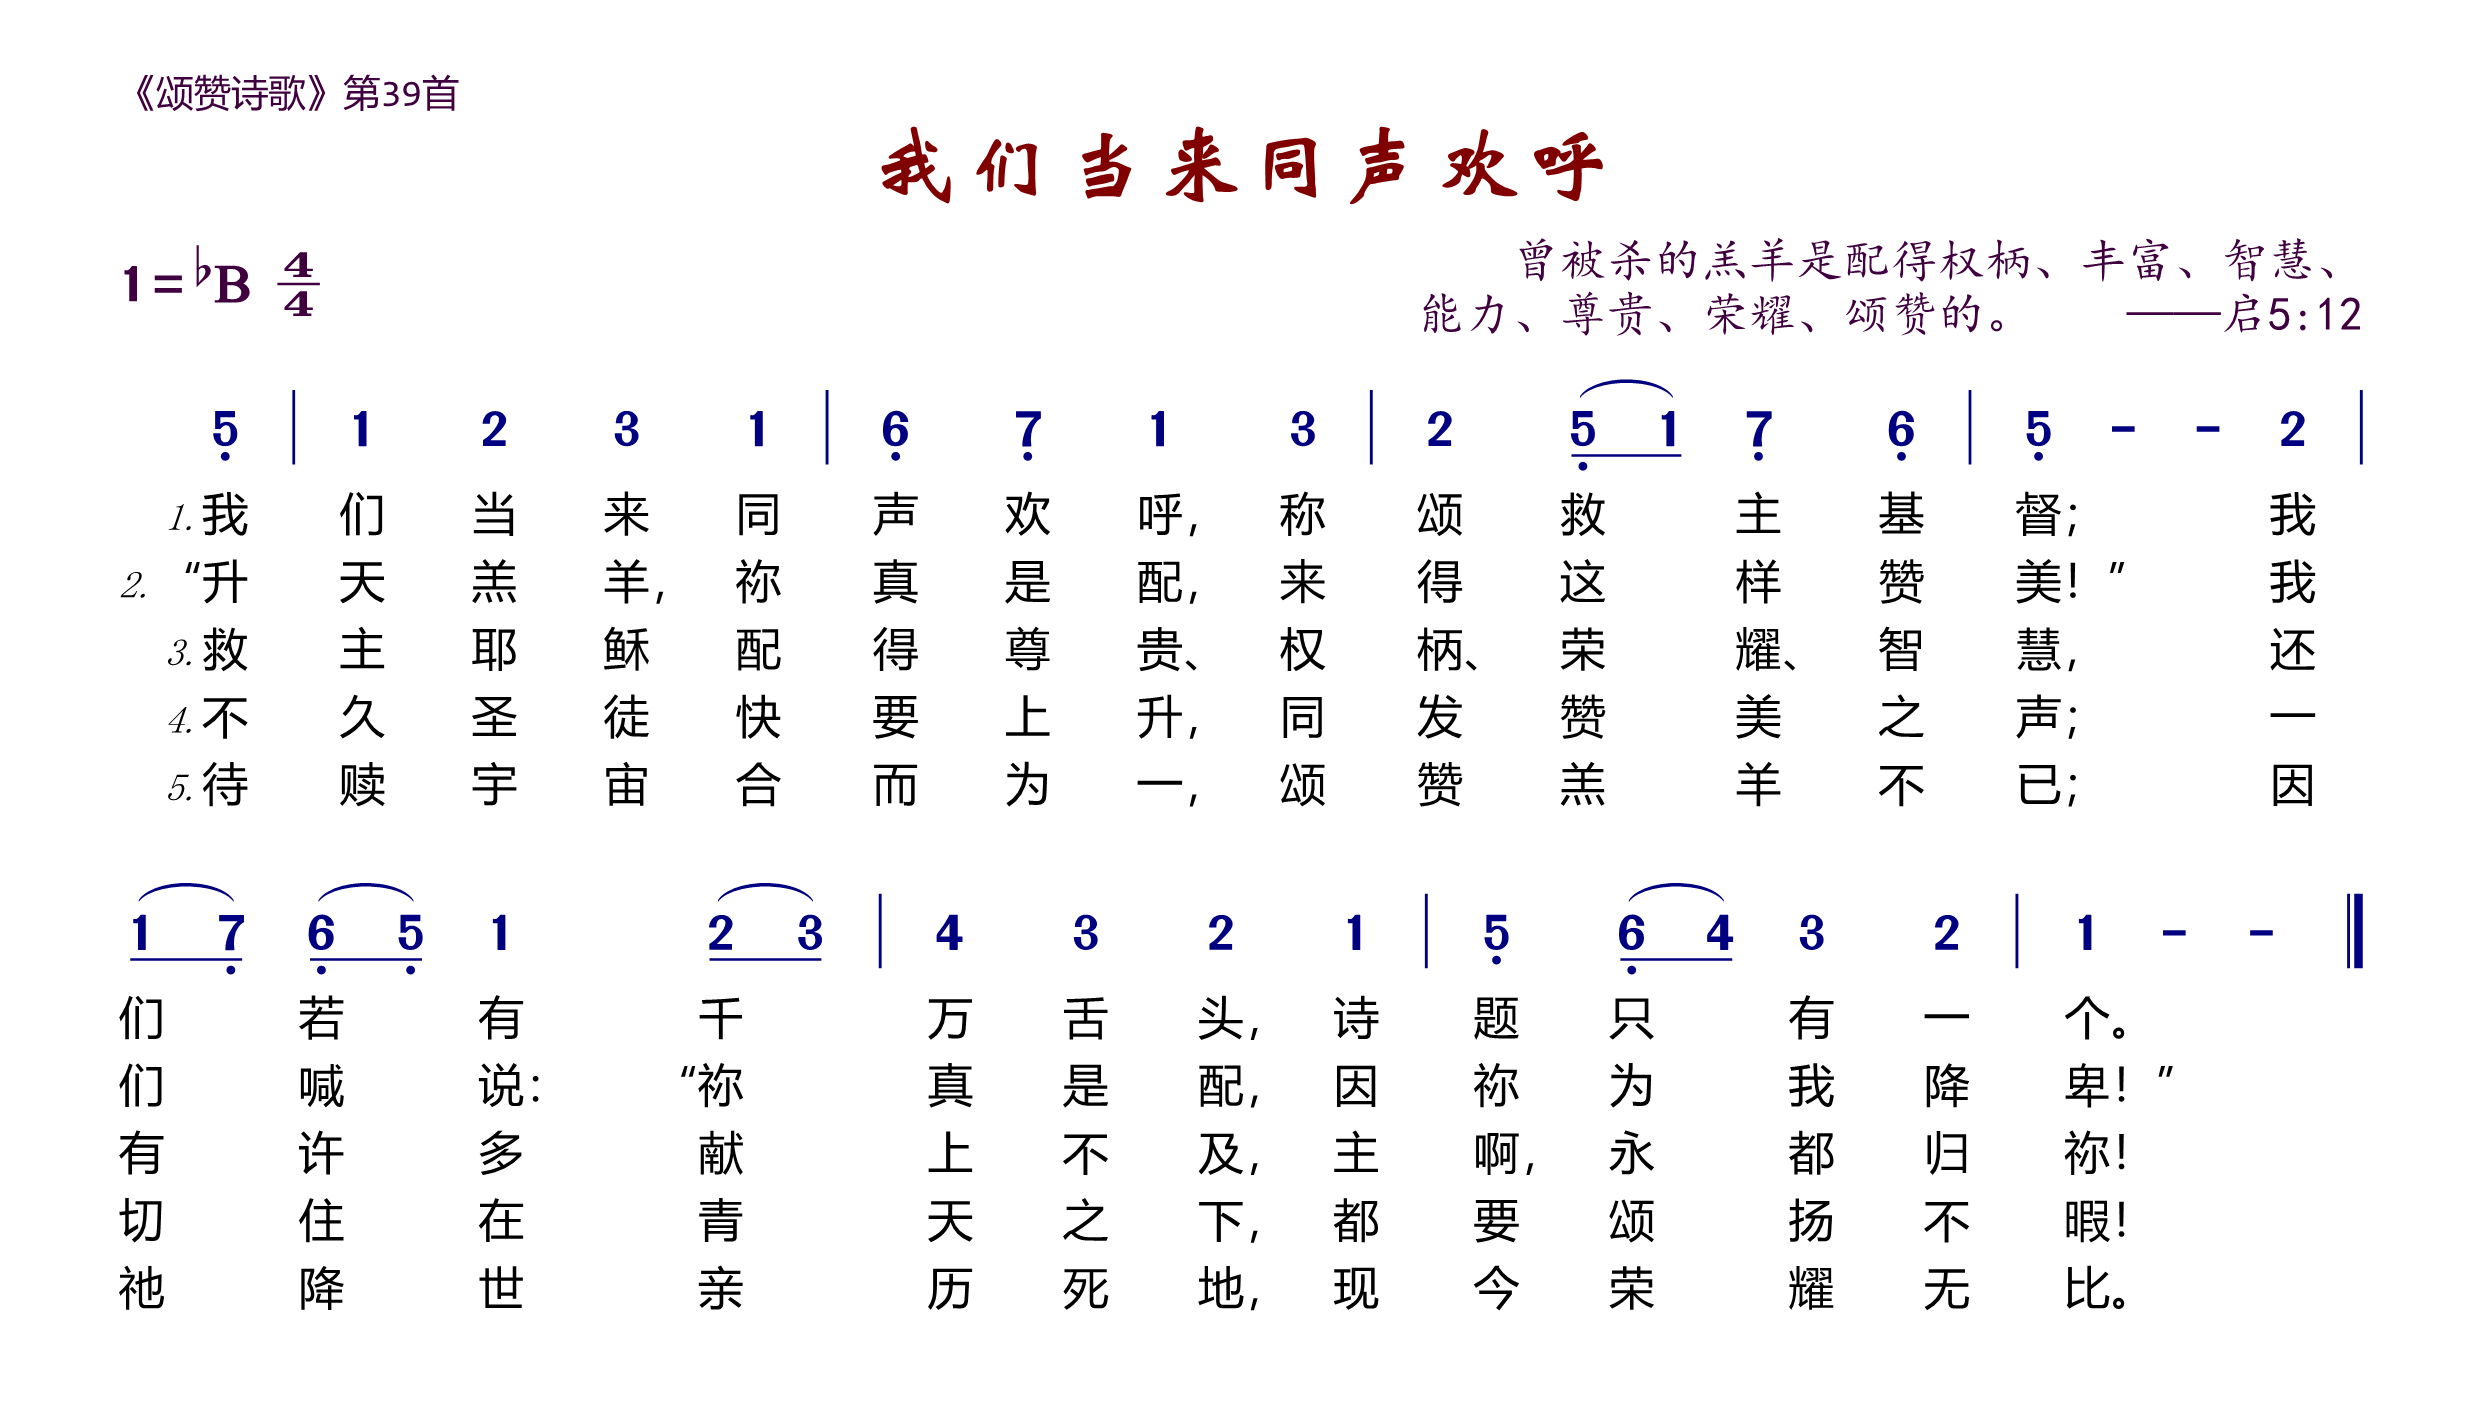 《颂赞诗歌》第39首
我们当来同声欢呼
1=♭B 4/4
曾被杀的羔羊是配得权柄、丰富、智慧、
能力、尊贵、荣耀、颂赞的。 ——启5:12
5̣ | 1 2 3 1 | 6̣ 7̣ 1 3 | 2 5̣ 1 7̣ 6̣ | 5̣ - - 2 |
1. 我们当来同声欢呼，称颂救主基督；我
2. “升天羔羊，祢真是配，来得这样赞美！”我
3. 救主耶稣配得尊贵、权柄、荣耀、智慧，还
4. 不久圣徒快要上升，同发赞美之声；一
5. 待赎宇宙合而为一，颂赞羔羊不已；因
1 7̣ 6̣ 5̣ 1 2 3 | 4 3 2 1 | 5̣ 6̣ 4 3 2 | 1 - - ‖
们若有千万舌头，诗题只有一个。
们喊说：“祢真是配，因祢为我降卑！”
有许多献上不及，主啊，永都归祢！
切住在青天之下，都要颂扬不暇！
祂降世亲历死地，现今荣耀无比。